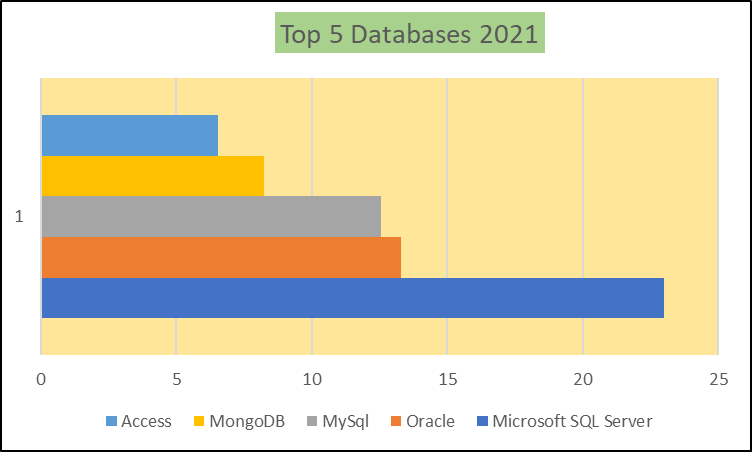 Top 5 Databases 2021
1
0 5 10 15 20 25
Access MongoDB MySql Oracle Microsoft SQL Server